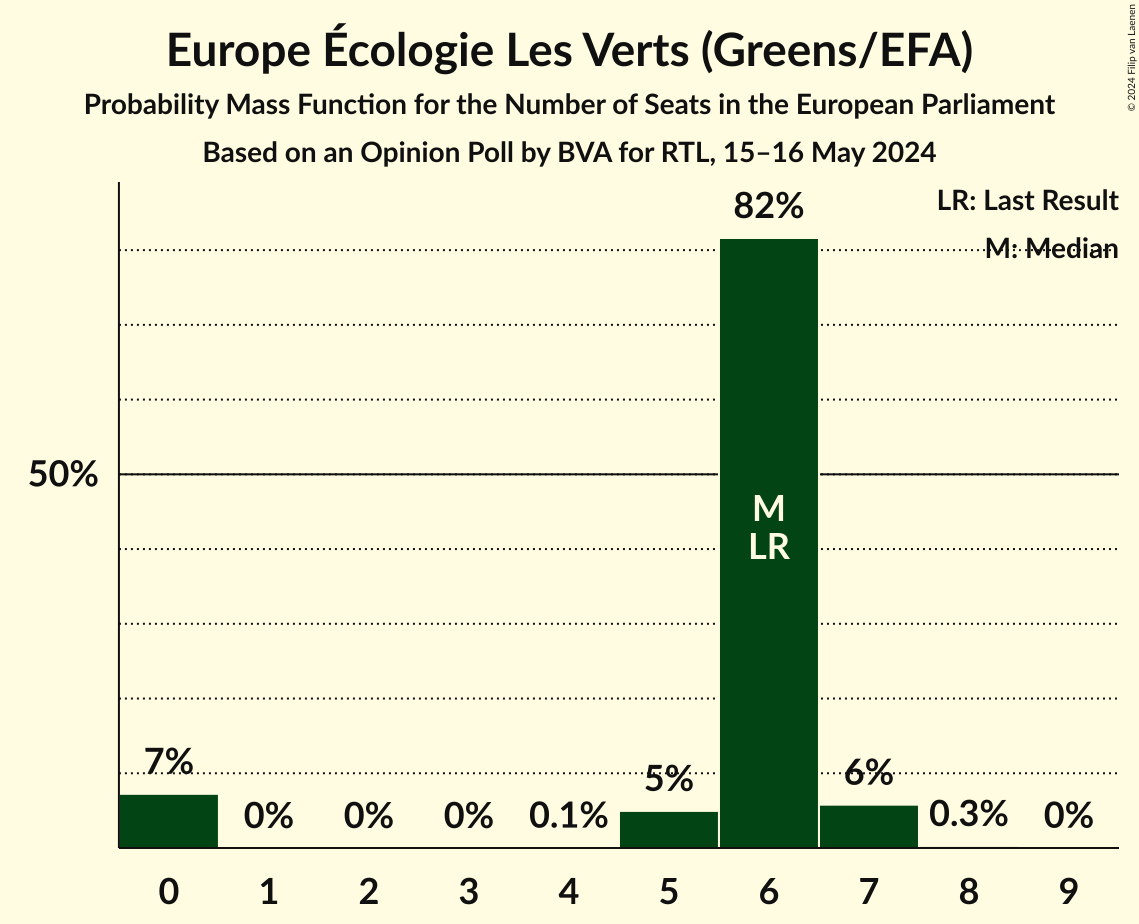 Europe Écologie Les Verts (Greens/EFA)
Probability Mass Function for the Number of Seats in the European Parliament
Based on an Opinion Poll by BVA for RTL, 15–16 May 2024
© 2024 Filip van Laenen
LR: Last Result
M: Median
82%
50%
M
LR
7%
0%
0%
0%
0.1%
5%
6%
0.3%
0%
0 1 2 3 4 5 6 7 8 9